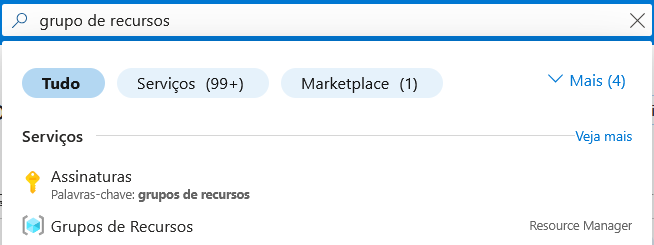 grupo de recursos
Tudo Serviços (99+) Marketplace (1) Mais (4)
Serviços Veja mais
Assinaturas
Palavras-chave: grupos de recursos
Grupos de Recursos Resource Manager